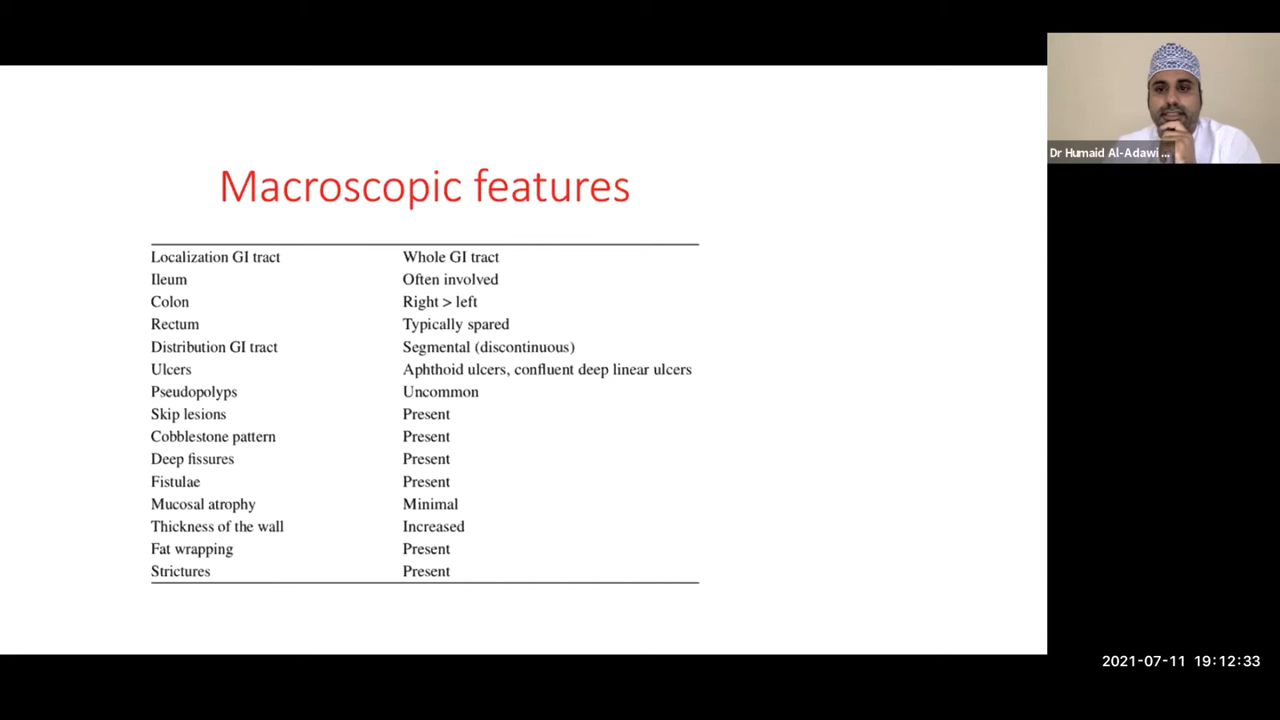 Macroscopic features
Localization GI tract Whole GI tract
Ileum Often involved
Colon Right > left
Rectum Typically spared
Distribution GI tract Segmental (discontinuous)
Ulcers Aphthoid ulcers, confluent deep linear ulcers
Pseudopolyps Uncommon
Skip lesions Present
Cobblestone pattern Present
Deep fissures Present
Fistulae Present
Mucosal atrophy Minimal
Thickness of the wall Increased
Fat wrapping Present
Strictures Present
Dr Humaid Al-Adawi ...
2021-07-11 19:12:33